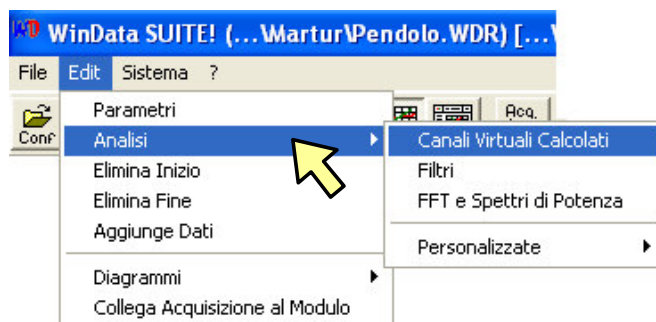 WinData SUITE! (...\Martur\Pendolo.WDR) [...\
File Edit Sistema ?
Conf
Acq.
Parametri
Analisi
Elimina Inizio
Elimina Fine
Aggiunge Dati
Diagrammi
Collega Acquisizione al Modulo
Canali Virtuali Calcolati
Filtri
FFT e Spettri di Potenza
Personalizzate